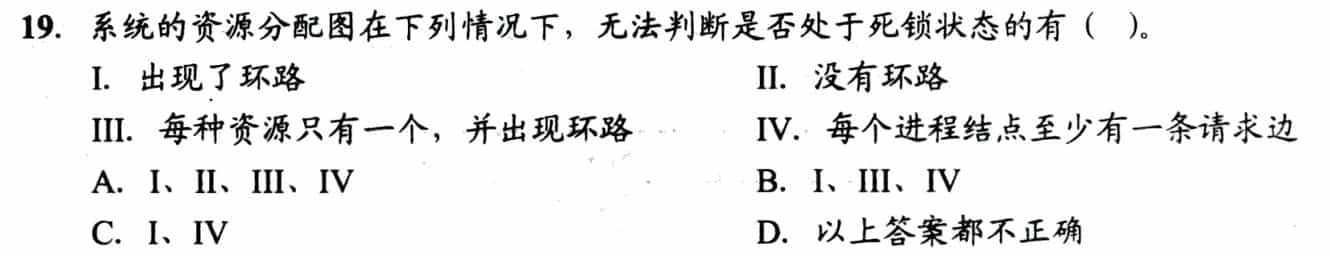 19. 系统的资源分配图在下列情况下，无法判断是否处于死锁状态的有（ ）。
I. 出现了环路 II. 没有环路
III. 每种资源只有一个，并出现环路 IV. 每个进程结点至少有一条请求边
A. I、II、III、IV B. I、III、IV
C. I、IV D. 以上答案都不正确